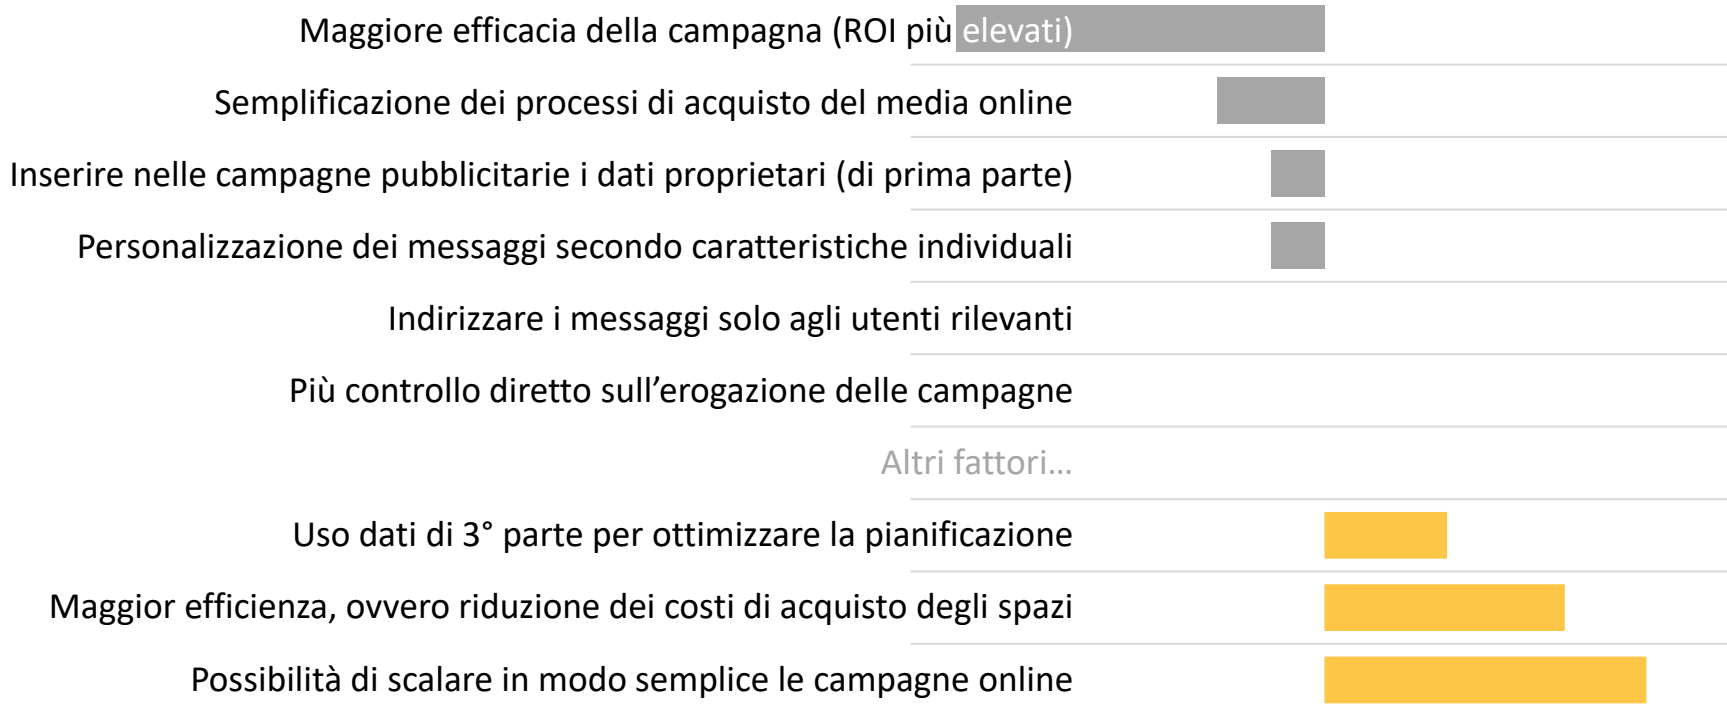 Maggiore efficacia della campagna (ROI più elevati)
Semplificazione dei processi di acquisto del media online
Inserire nelle campagne pubblicitarie i dati proprietari (di prima parte)
Personalizzazione dei messaggi secondo caratteristiche individuali
Indirizzare i messaggi solo agli utenti rilevanti
Più controllo diretto sull’erogazione delle campagne
Altri fattori…
Uso dati di 3° parte per ottimizzare la pianificazione
Maggior efficienza, ovvero riduzione dei costi di acquisto degli spazi
Possibilità di scalare in modo semplice le campagne online